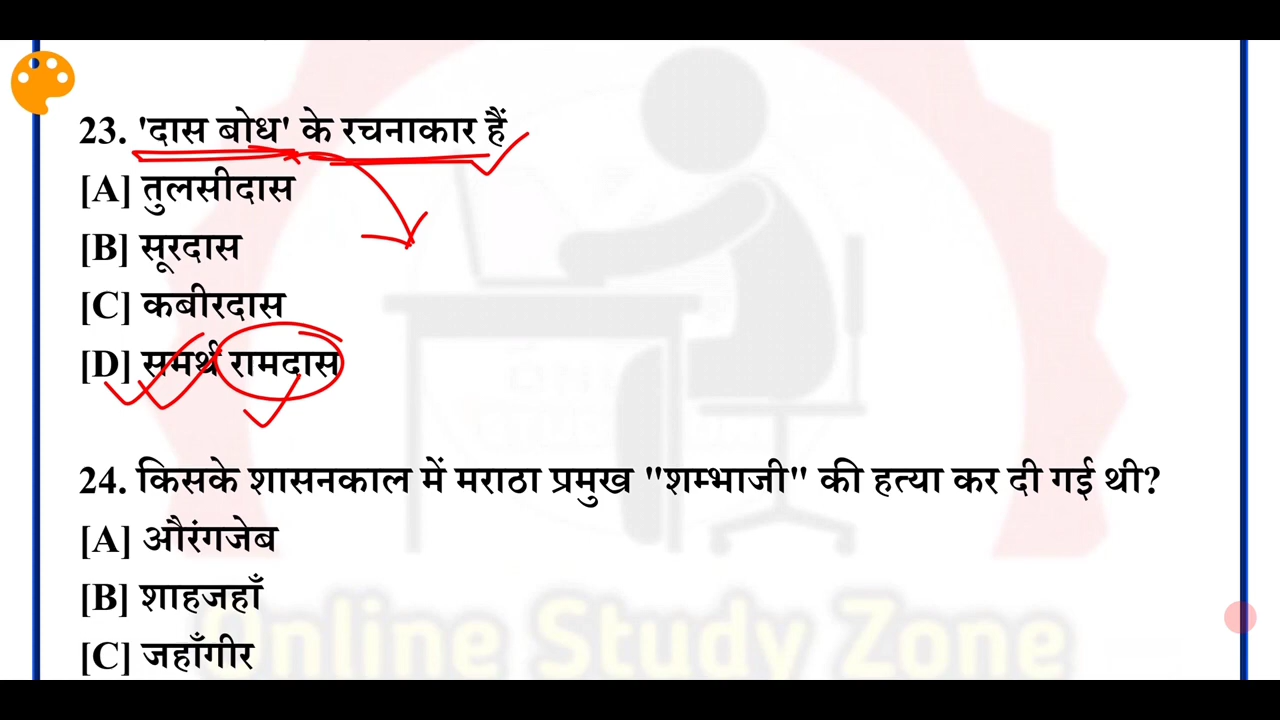 23. 'दास बोध' के रचनाकार हैं
[A] तुलसीदास
[B] सूरदास
[C] कबीरदास
[D] समर्थ रामदास
24. किसके शासनकाल में मराठा प्रमुख "शम्भाजी" की हत्या कर दी गई थी?
[A] औरंगजेब
[B] शाहजहाँ
[C] जहाँगीर
Online Study Zone